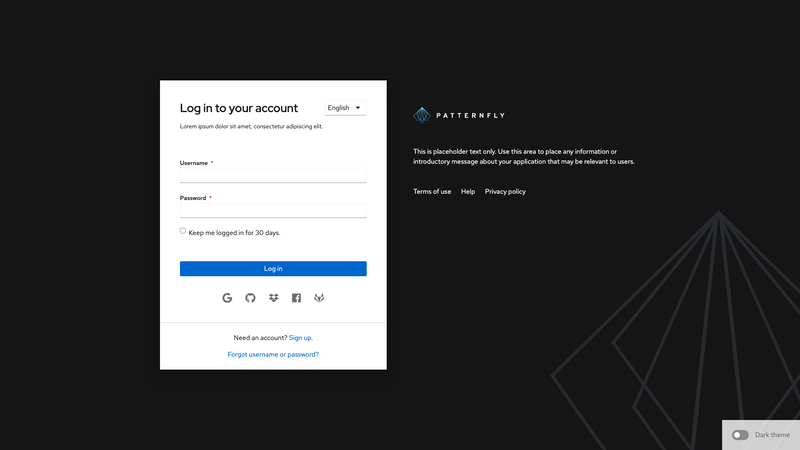 Log in to your account
English
Lorem ipsum dolor sit amet, consectetur adipiscing elit.
Username *
Password *
Keep me logged in for 30 days.
Log in
Need an account? Sign up.
Forgot username or password?
PATTERNFLY
This is placeholder text only. Use this area to place any information or
introductory message about your application that may be relevant to users.
Terms of use Help Privacy policy
Dark theme